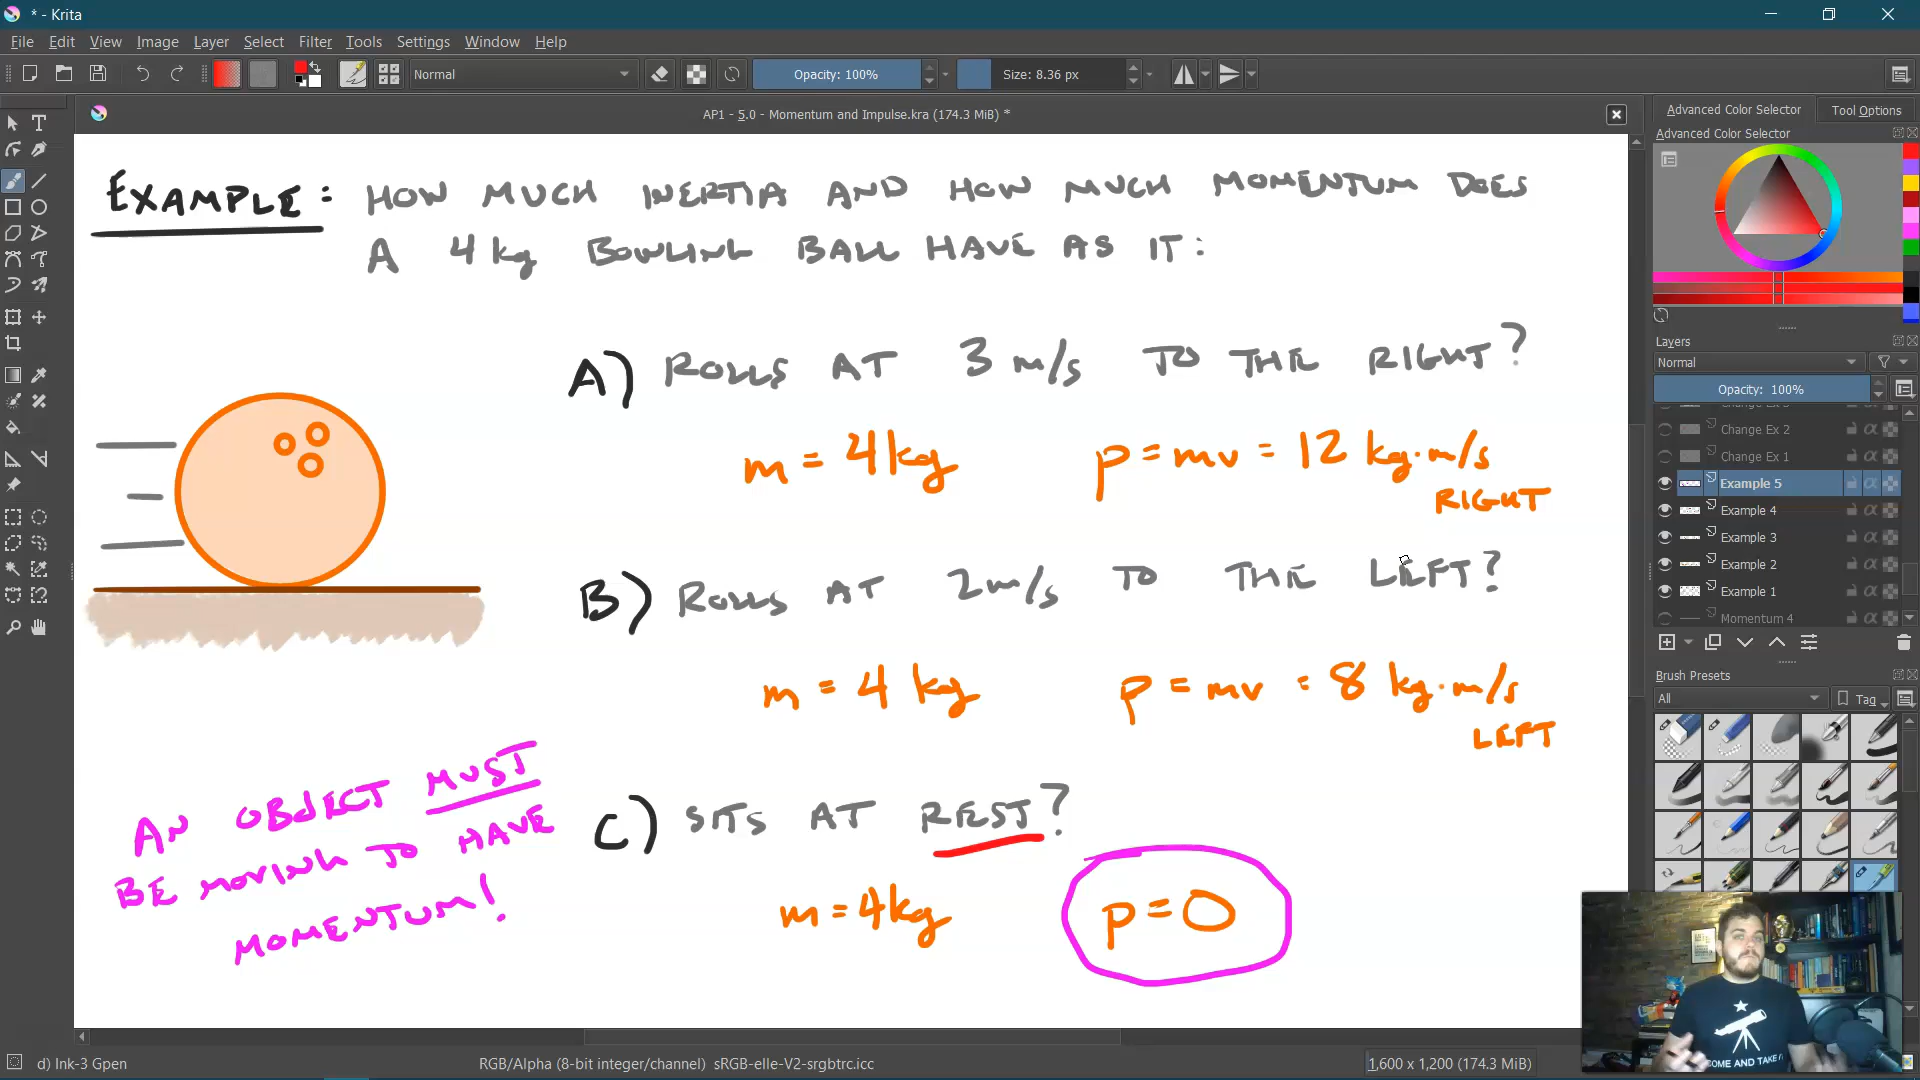 * - Krita
File Edit View Image Layer Select Filter Tools Settings Window Help
Normal
Opacity: 100%
Size: 8.36 px
AP1 - 5.0 - Momentum and Impulse.kra (174.3 MiB) *
EXAMPLE: HOW MUCH INERTIA AND HOW MUCH MOMENTUM DOES
A 4 kg BOWLING BALL HAVE AS IT:
A) ROLLS AT 3 m/s TO THE RIGHT?
m = 4 kg p = mv = 12 kg·m/s
RIGHT
B) ROLLS AT 2 m/s TO THE LEFT?
m = 4 kg p = mv = 8 kg·m/s
LEFT
C) SITS AT REST?
m = 4 kg p = 0
AN OBJECT MUST
BE MOVING TO HAVE
MOMENTUM!
Advanced Color Selector Tool Options
Advanced Color Selector
Layers
Normal
Opacity: 100%
Change Ex 2
Change Ex 1
Example 5
Example 4
Example 3
Example 2
Example 1
Momentum 4
Brush Presets
All Tag
COME AND TAKE
d) Ink-3 Gpen
RGB/Alpha (8-bit integer/channel) sRGB-elle-V2-srgbtrc.icc
1,600 x 1,200 (174.3 MiB)